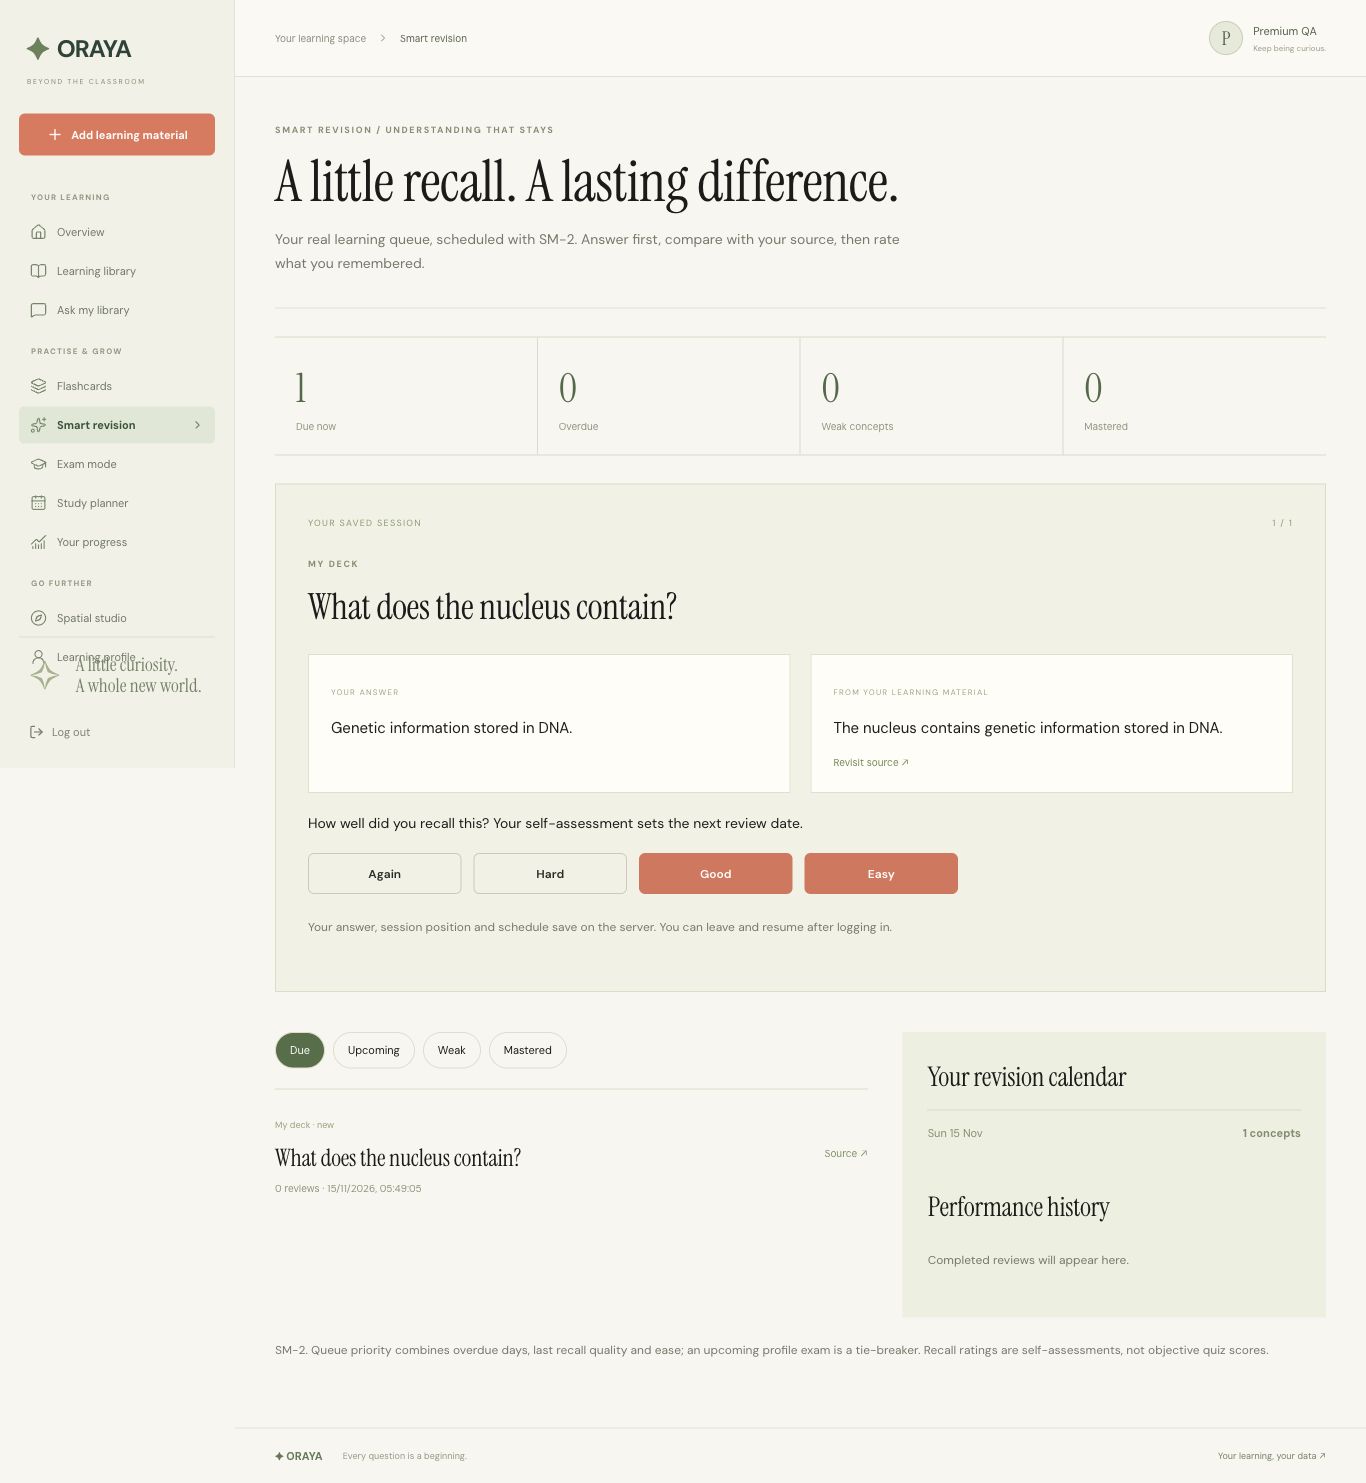 ORAYA
BEYOND THE CLASSROOM
Add learning material
YOUR LEARNING
Overview
Learning library
Ask my library
PRACTISE & GROW
Flashcards
Smart revision
Exam mode
Study planner
Your progress
GO FURTHER
Spatial studio
Learning profile
A little curiosity.
A whole new world.
Log out
Your learning space
Smart revision
P
Premium QA
Keep being curious.
SMART REVISION / UNDERSTANDING THAT STAYS
A little recall. A lasting difference.
Your real learning queue, scheduled with SM-2. Answer first, compare with your source, then rate
what you remembered.
1
Due now
0
Overdue
0
Weak concepts
0
Mastered
YOUR SAVED SESSION
1 / 1
MY DECK
What does the nucleus contain?
YOUR ANSWER
Genetic information stored in DNA.
FROM YOUR LEARNING MATERIAL
The nucleus contains genetic information stored in DNA.
Revisit source ↗
How well did you recall this? Your self-assessment sets the next review date.
Again
Hard
Good
Easy
Your answer, session position and schedule save on the server. You can leave and resume after logging in.
Due
Upcoming
Weak
Mastered
My deck · new
What does the nucleus contain?
Source ↗
0 reviews · 15/11/2026, 05:49:05
Your revision calendar
Sun 15 Nov
1 concepts
Performance history
Completed reviews will appear here.
SM-2. Queue priority combines overdue days, last recall quality and ease; an upcoming profile exam is a tie-breaker. Recall ratings are self-assessments, not objective quiz scores.
ORAYA
Every question is a beginning.
Your learning, your data ↗